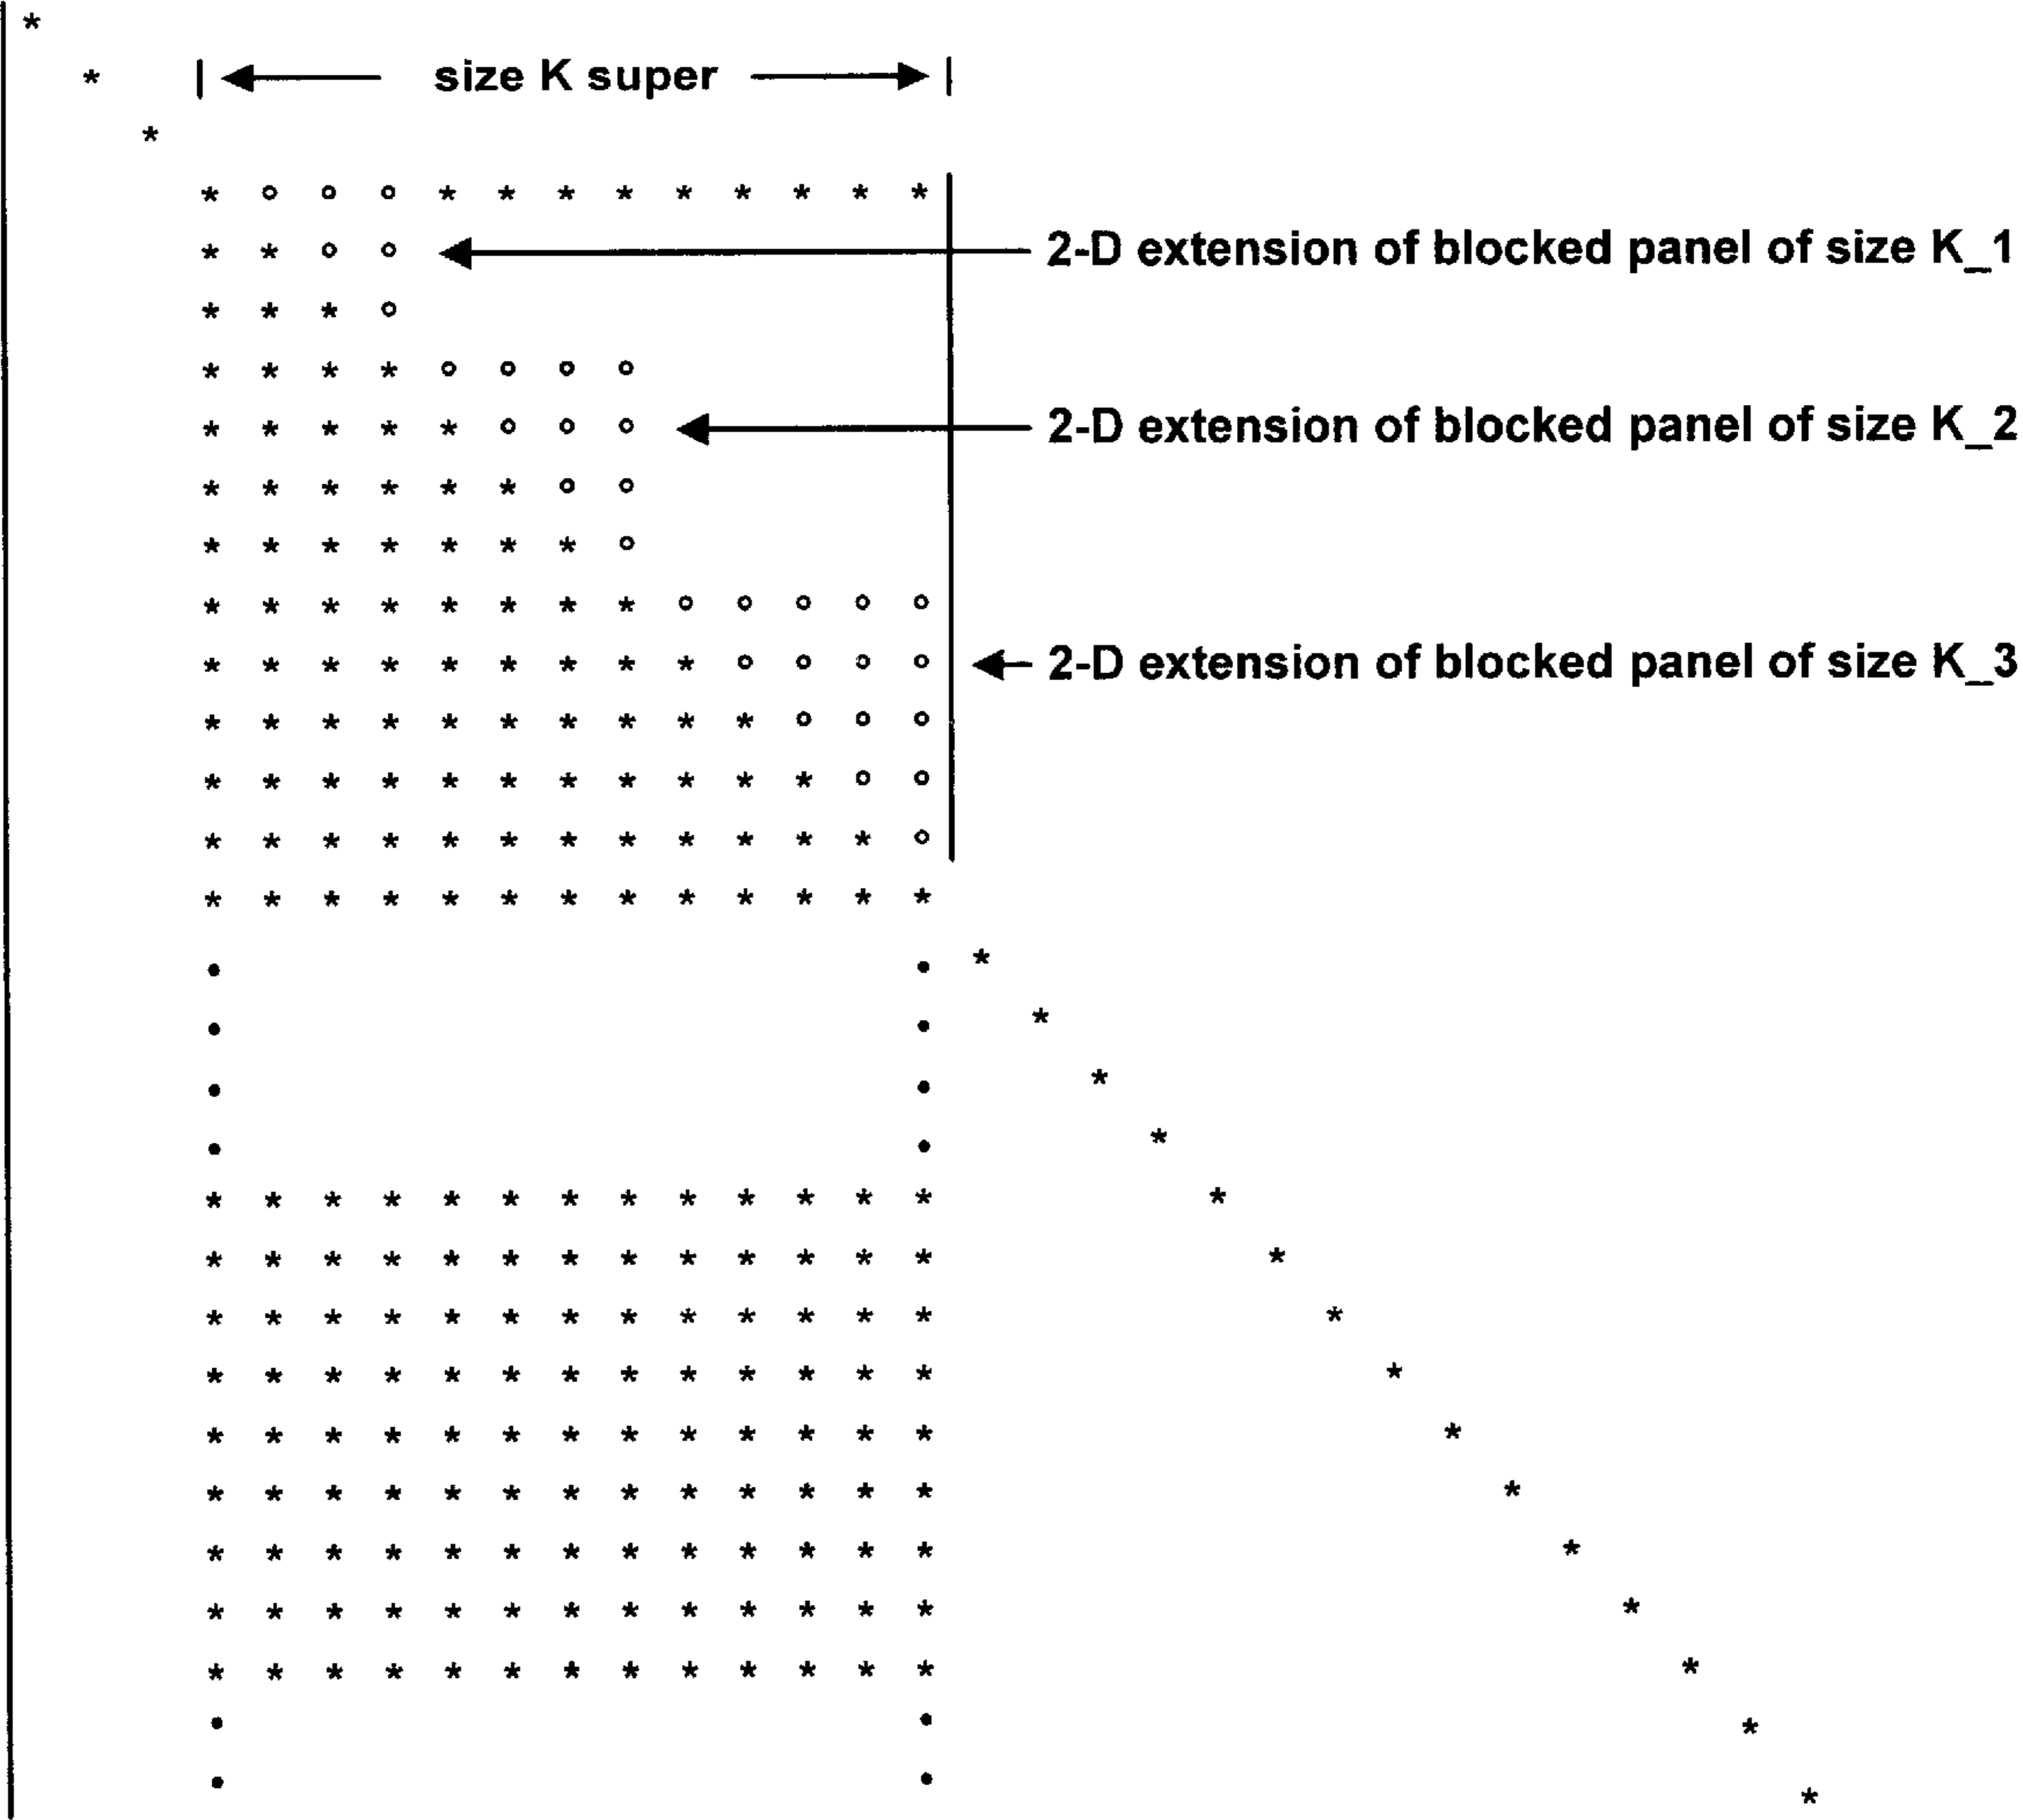 *
* | size K super |
*
* o o o * * * * * * * * *
* * o o 2-D extension of blocked panel of size K_1
* * * o
* * * * o o o o
* * * * * o o o 2-D extension of blocked panel of size K_2
* * * * * * o o
* * * * * * * o
* * * * * * * * o o o o o
* * * * * * * * * o o o o 2-D extension of blocked panel of size K_3
* * * * * * * * * * o o o
* * * * * * * * * * * o o
* * * * * * * * * * * * o
* * * * * * * * * * * * *
• • *
• • *
• • *
• • *
* * * * * * * * * * * * * *
* * * * * * * * * * * * * *
* * * * * * * * * * * * * *
* * * * * * * * * * * * * *
* * * * * * * * * * * * * *
* * * * * * * * * * * * * *
* * * * * * * * * * * * * *
* * * * * * * * * * * * * *
* * * * * * * * * * * * * *
• • *
• • *